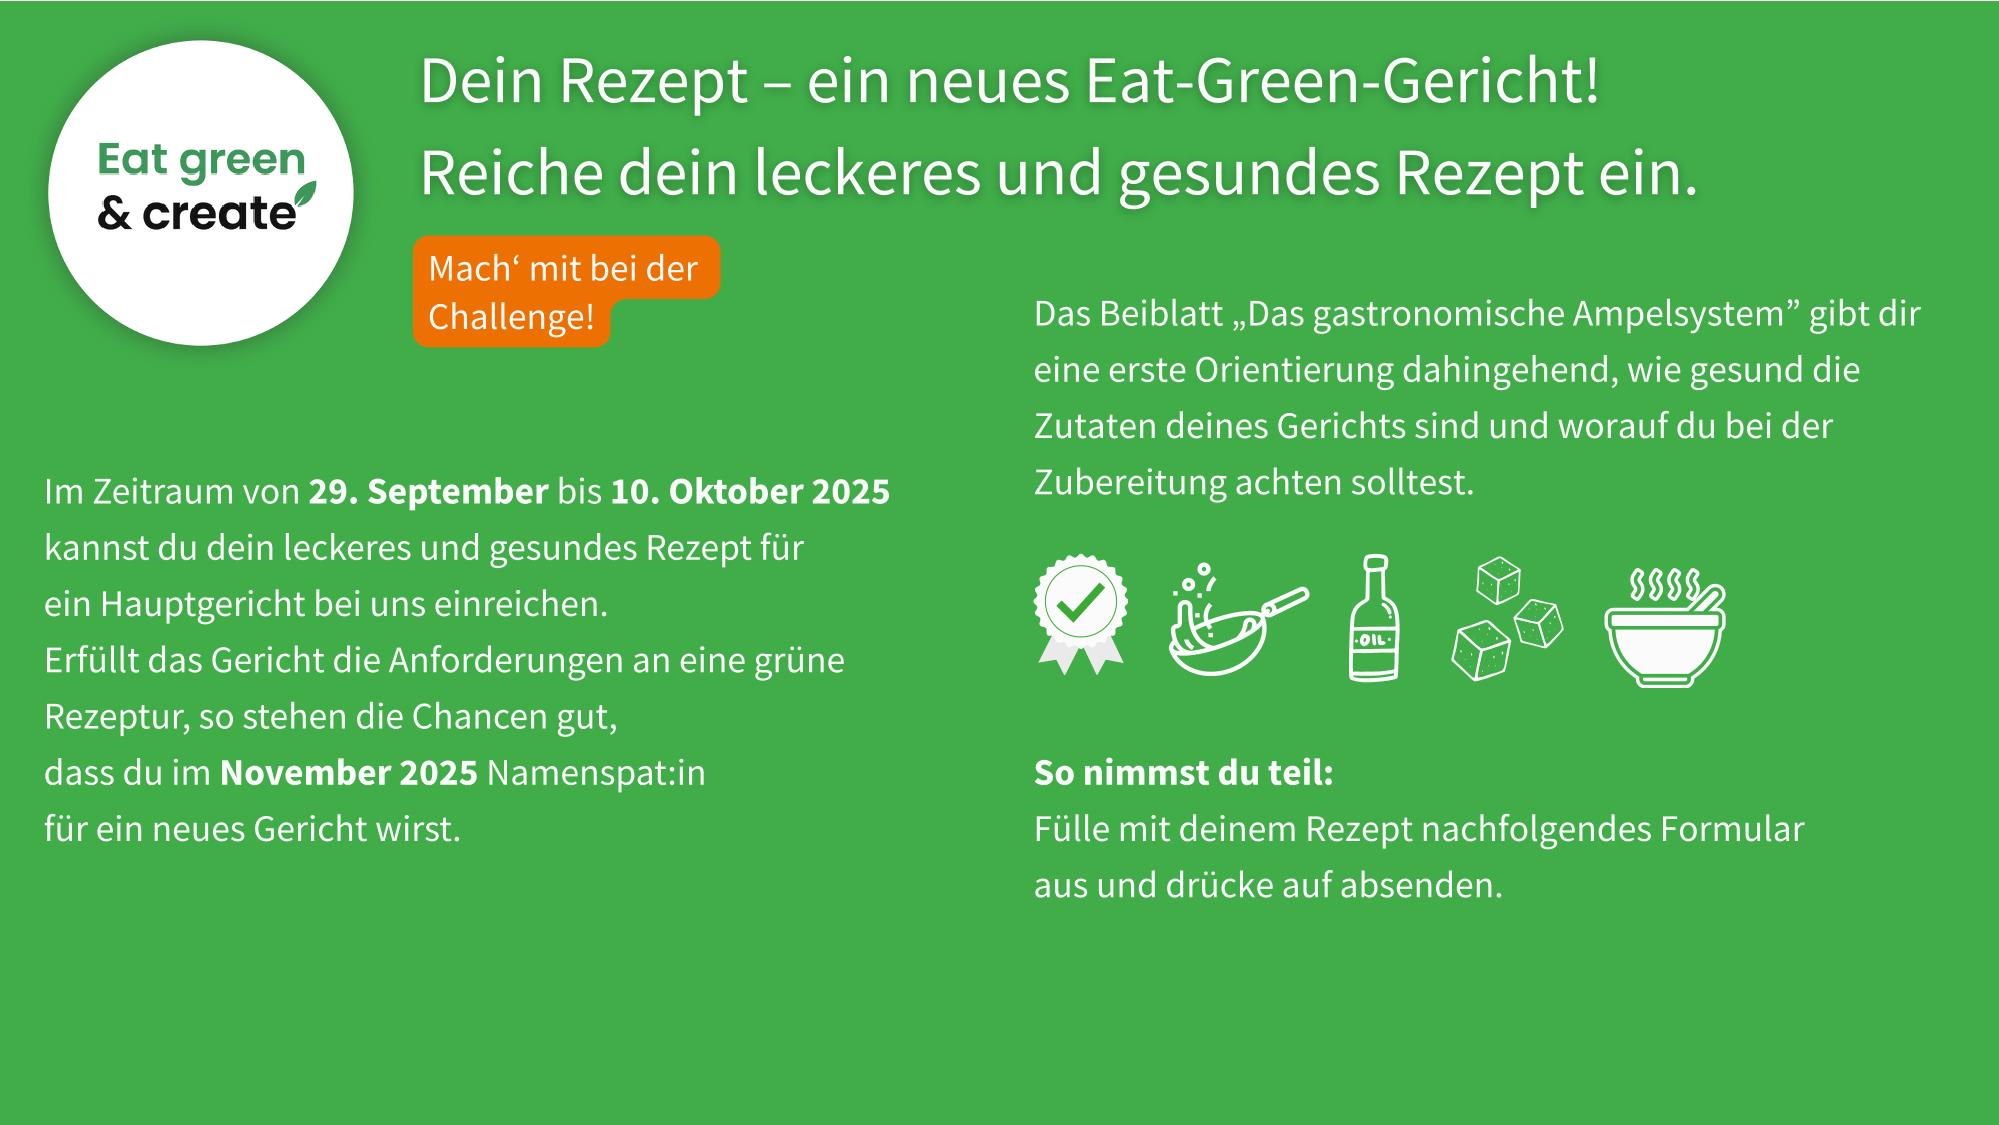 Eat green
& create
Dein Rezept – ein neues Eat-Green-Gericht!
Reiche dein leckeres und gesundes Rezept ein.
Mach‘ mit bei der
Challenge!
Im Zeitraum von 29. September bis 10. Oktober 2025
kannst du dein leckeres und gesundes Rezept für
ein Hauptgericht bei uns einreichen.
Erfüllt das Gericht die Anforderungen an eine grüne
Rezeptur, so stehen die Chancen gut,
dass du im November 2025 Namenspat:in
für ein neues Gericht wirst.
Das Beiblatt „Das gastronomische Ampelsystem” gibt dir
eine erste Orientierung dahingehend, wie gesund die
Zutaten deines Gerichts sind und worauf du bei der
Zubereitung achten solltest.
OIL
So nimmst du teil:
Fülle mit deinem Rezept nachfolgendes Formular
aus und drücke auf absenden.